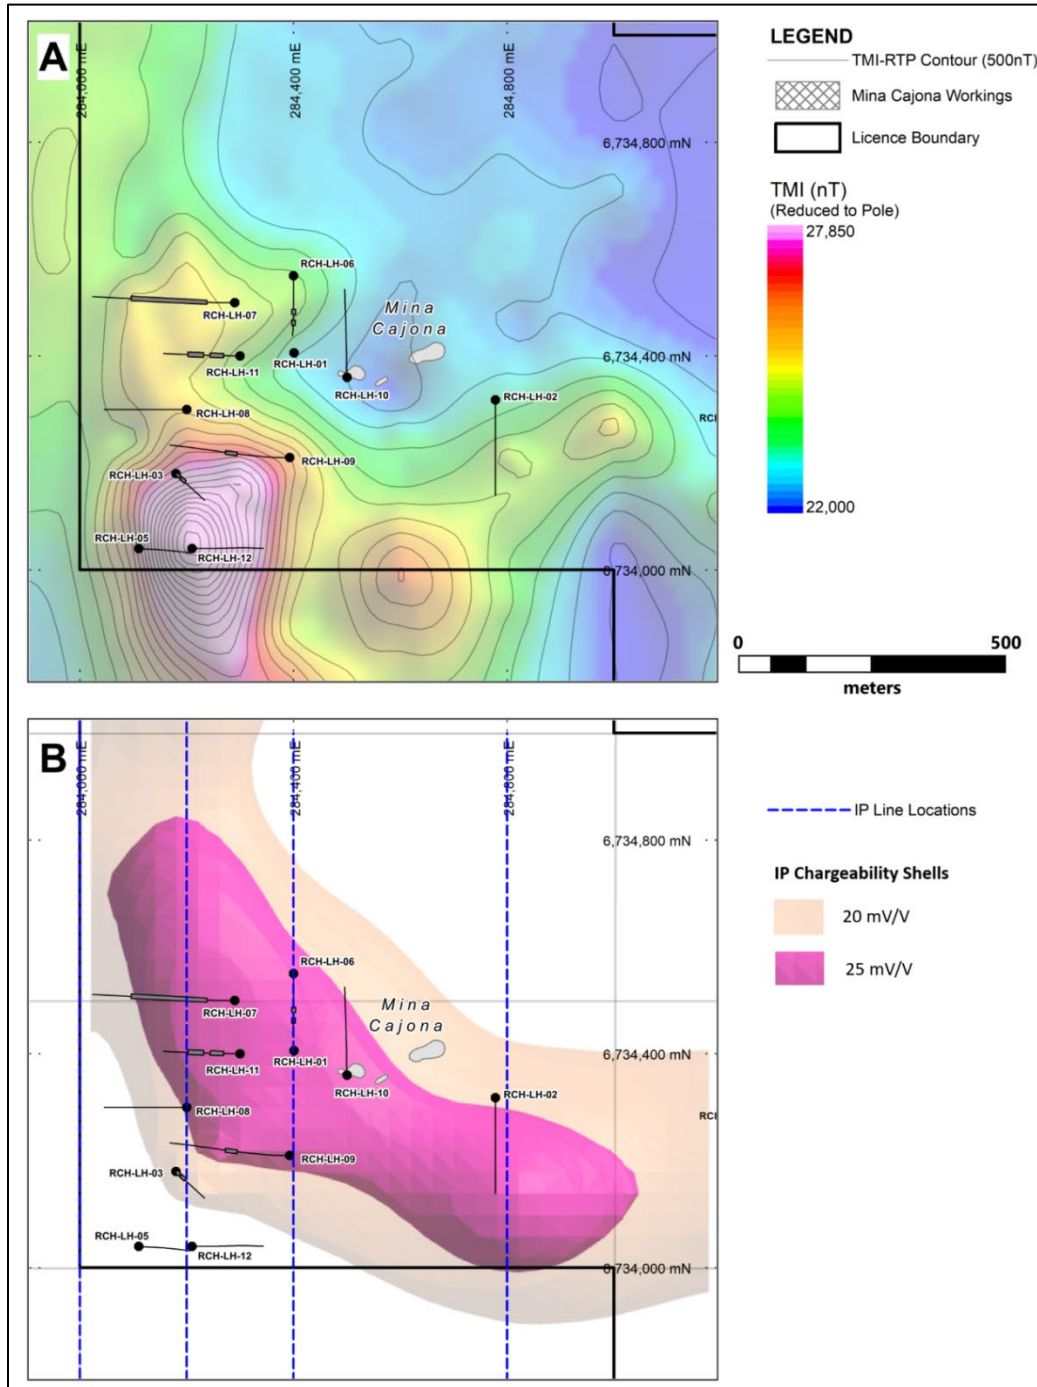 A
284,000 mE
284,400 mE
284,800 mE
6,734,800 mN
RCH-LH-06
Mina
Cajona
RCH-LH-07
RCH-LH-01
6,734,400 mN
RCH-LH-11
RCH-LH-10
RCH-LH-02
RCH-LH-08
RCH
RCH-LH-09
RCH-LH-03
RCH-LH-05
RCH-LH-12
6,734,000 mN
LEGEND
TMI-RTP Contour (500nT)
Mina Cajona Workings
Licence Boundary
TMI (nT)
(Reduced to Pole)
27,850
22,000
0 500
meters
B
284,000 mE
284,400 mE
284,800 mE
6,734,800 mN
RCH-LH-06
Mina
Cajona
RCH-LH-07
RCH-LH-01
6,734,400 mN
RCH-LH-11
RCH-LH-10
RCH-LH-02
RCH-LH-08
RCH
RCH-LH-09
RCH-LH-03
RCH-LH-05
RCH-LH-12
6,734,000 mN
IP Line Locations
IP Chargeability Shells
20 mV/V
25 mV/V